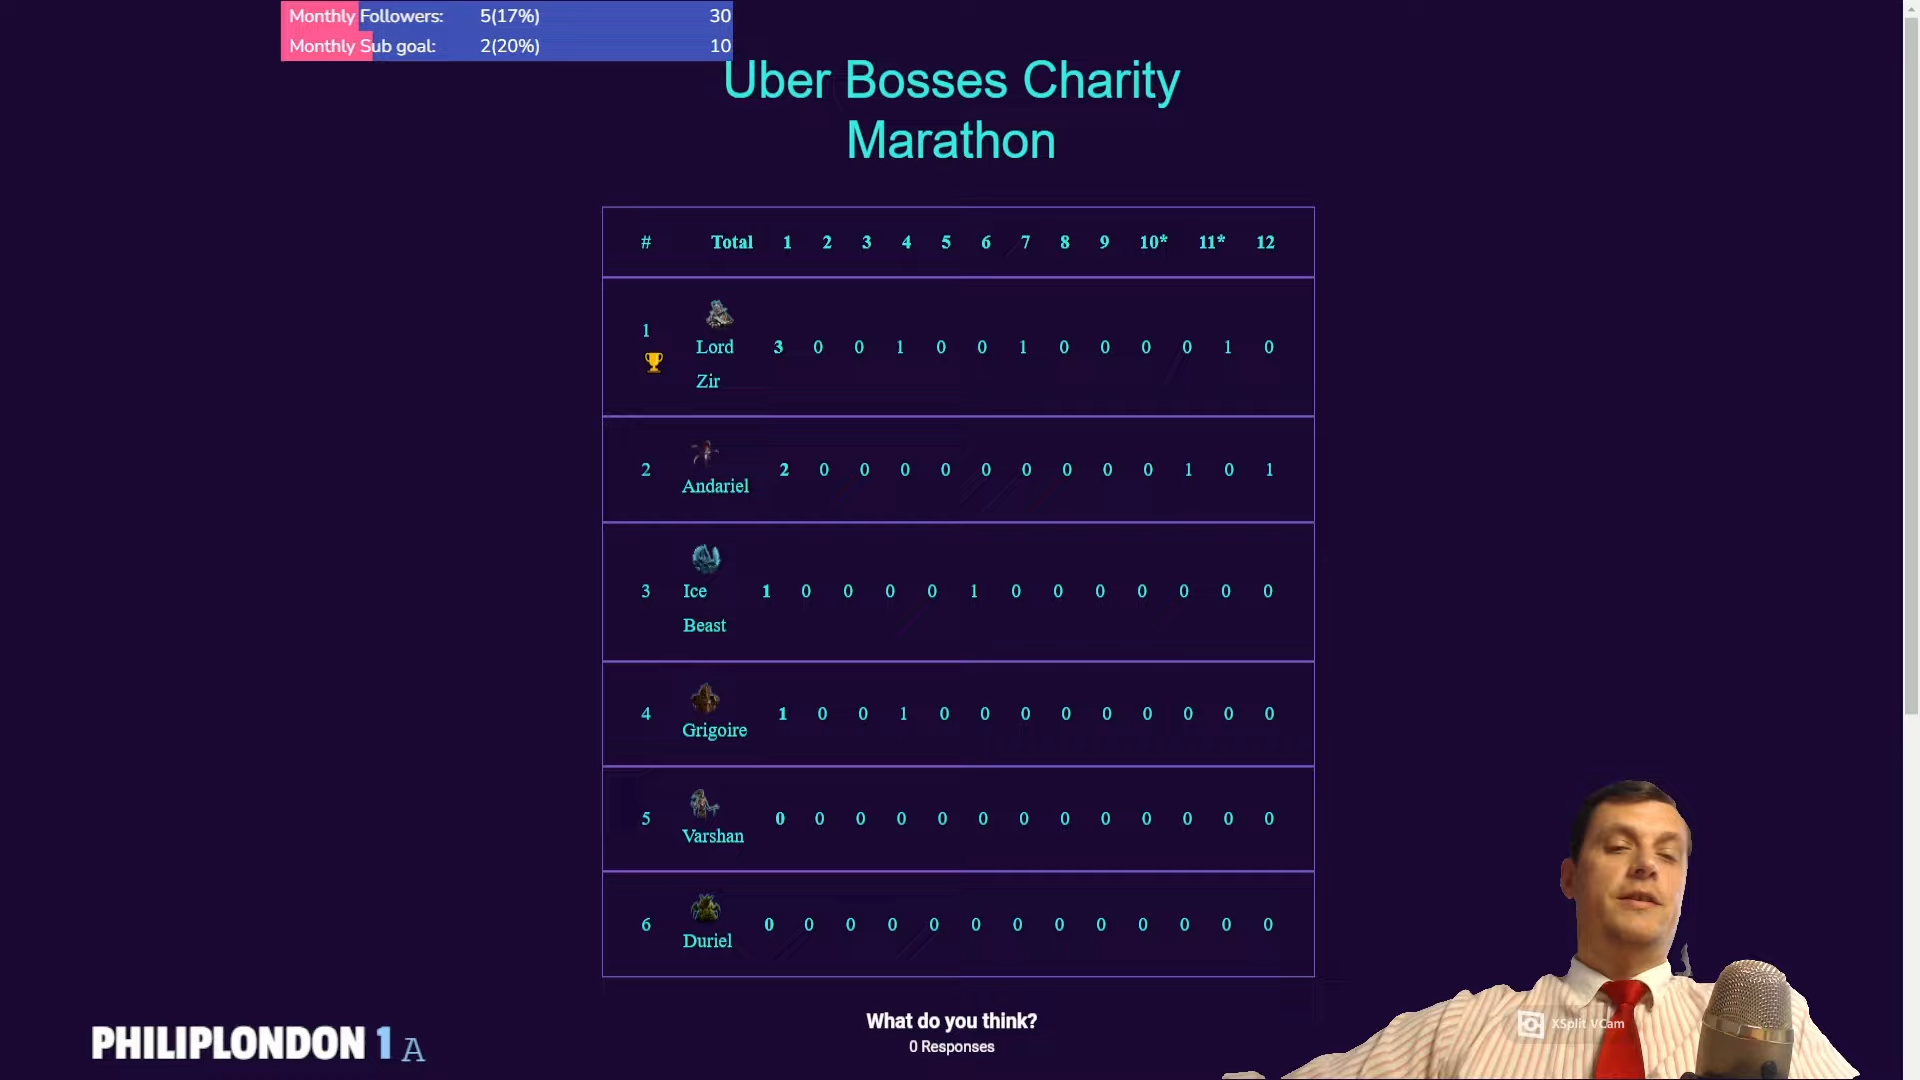 Monthly Followers: 5(17%) 30
Monthly Sub goal: 2(20%) 10
Uber Bosses Charity
Marathon
# Total 1 2 3 4 5 6 7 8 9 10* 11* 12
1 Lord Zir 3 0 0 1 0 0 1 0 0 0 0 1 0
2 Andariel 2 0 0 0 0 0 0 0 0 0 1 0 1
3 Ice Beast 1 0 0 0 0 1 0 0 0 0 0 0 0
4 Grigoire 1 0 0 1 0 0 0 0 0 0 0 0 0
5 Varshan 0 0 0 0 0 0 0 0 0 0 0 0 0
6 Duriel 0 0 0 0 0 0 0 0 0 0 0 0 0
What do you think?
0 Responses
PHILIPLONDON 1 A
XSplit VCam